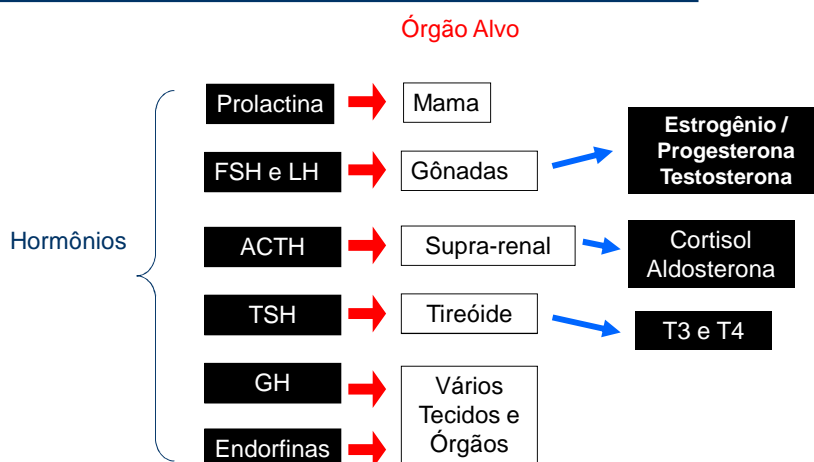 Órgão Alvo
Prolactina
Mama
Estrogênio /
Progesterona
Testosterona
FSH e LH
Gônadas
Hormônios
ACTH
Supra-renal
Cortisol
Aldosterona
TSH
Tireóide
T3 e T4
GH
Vários
Tecidos e
Órgãos
Endorfinas